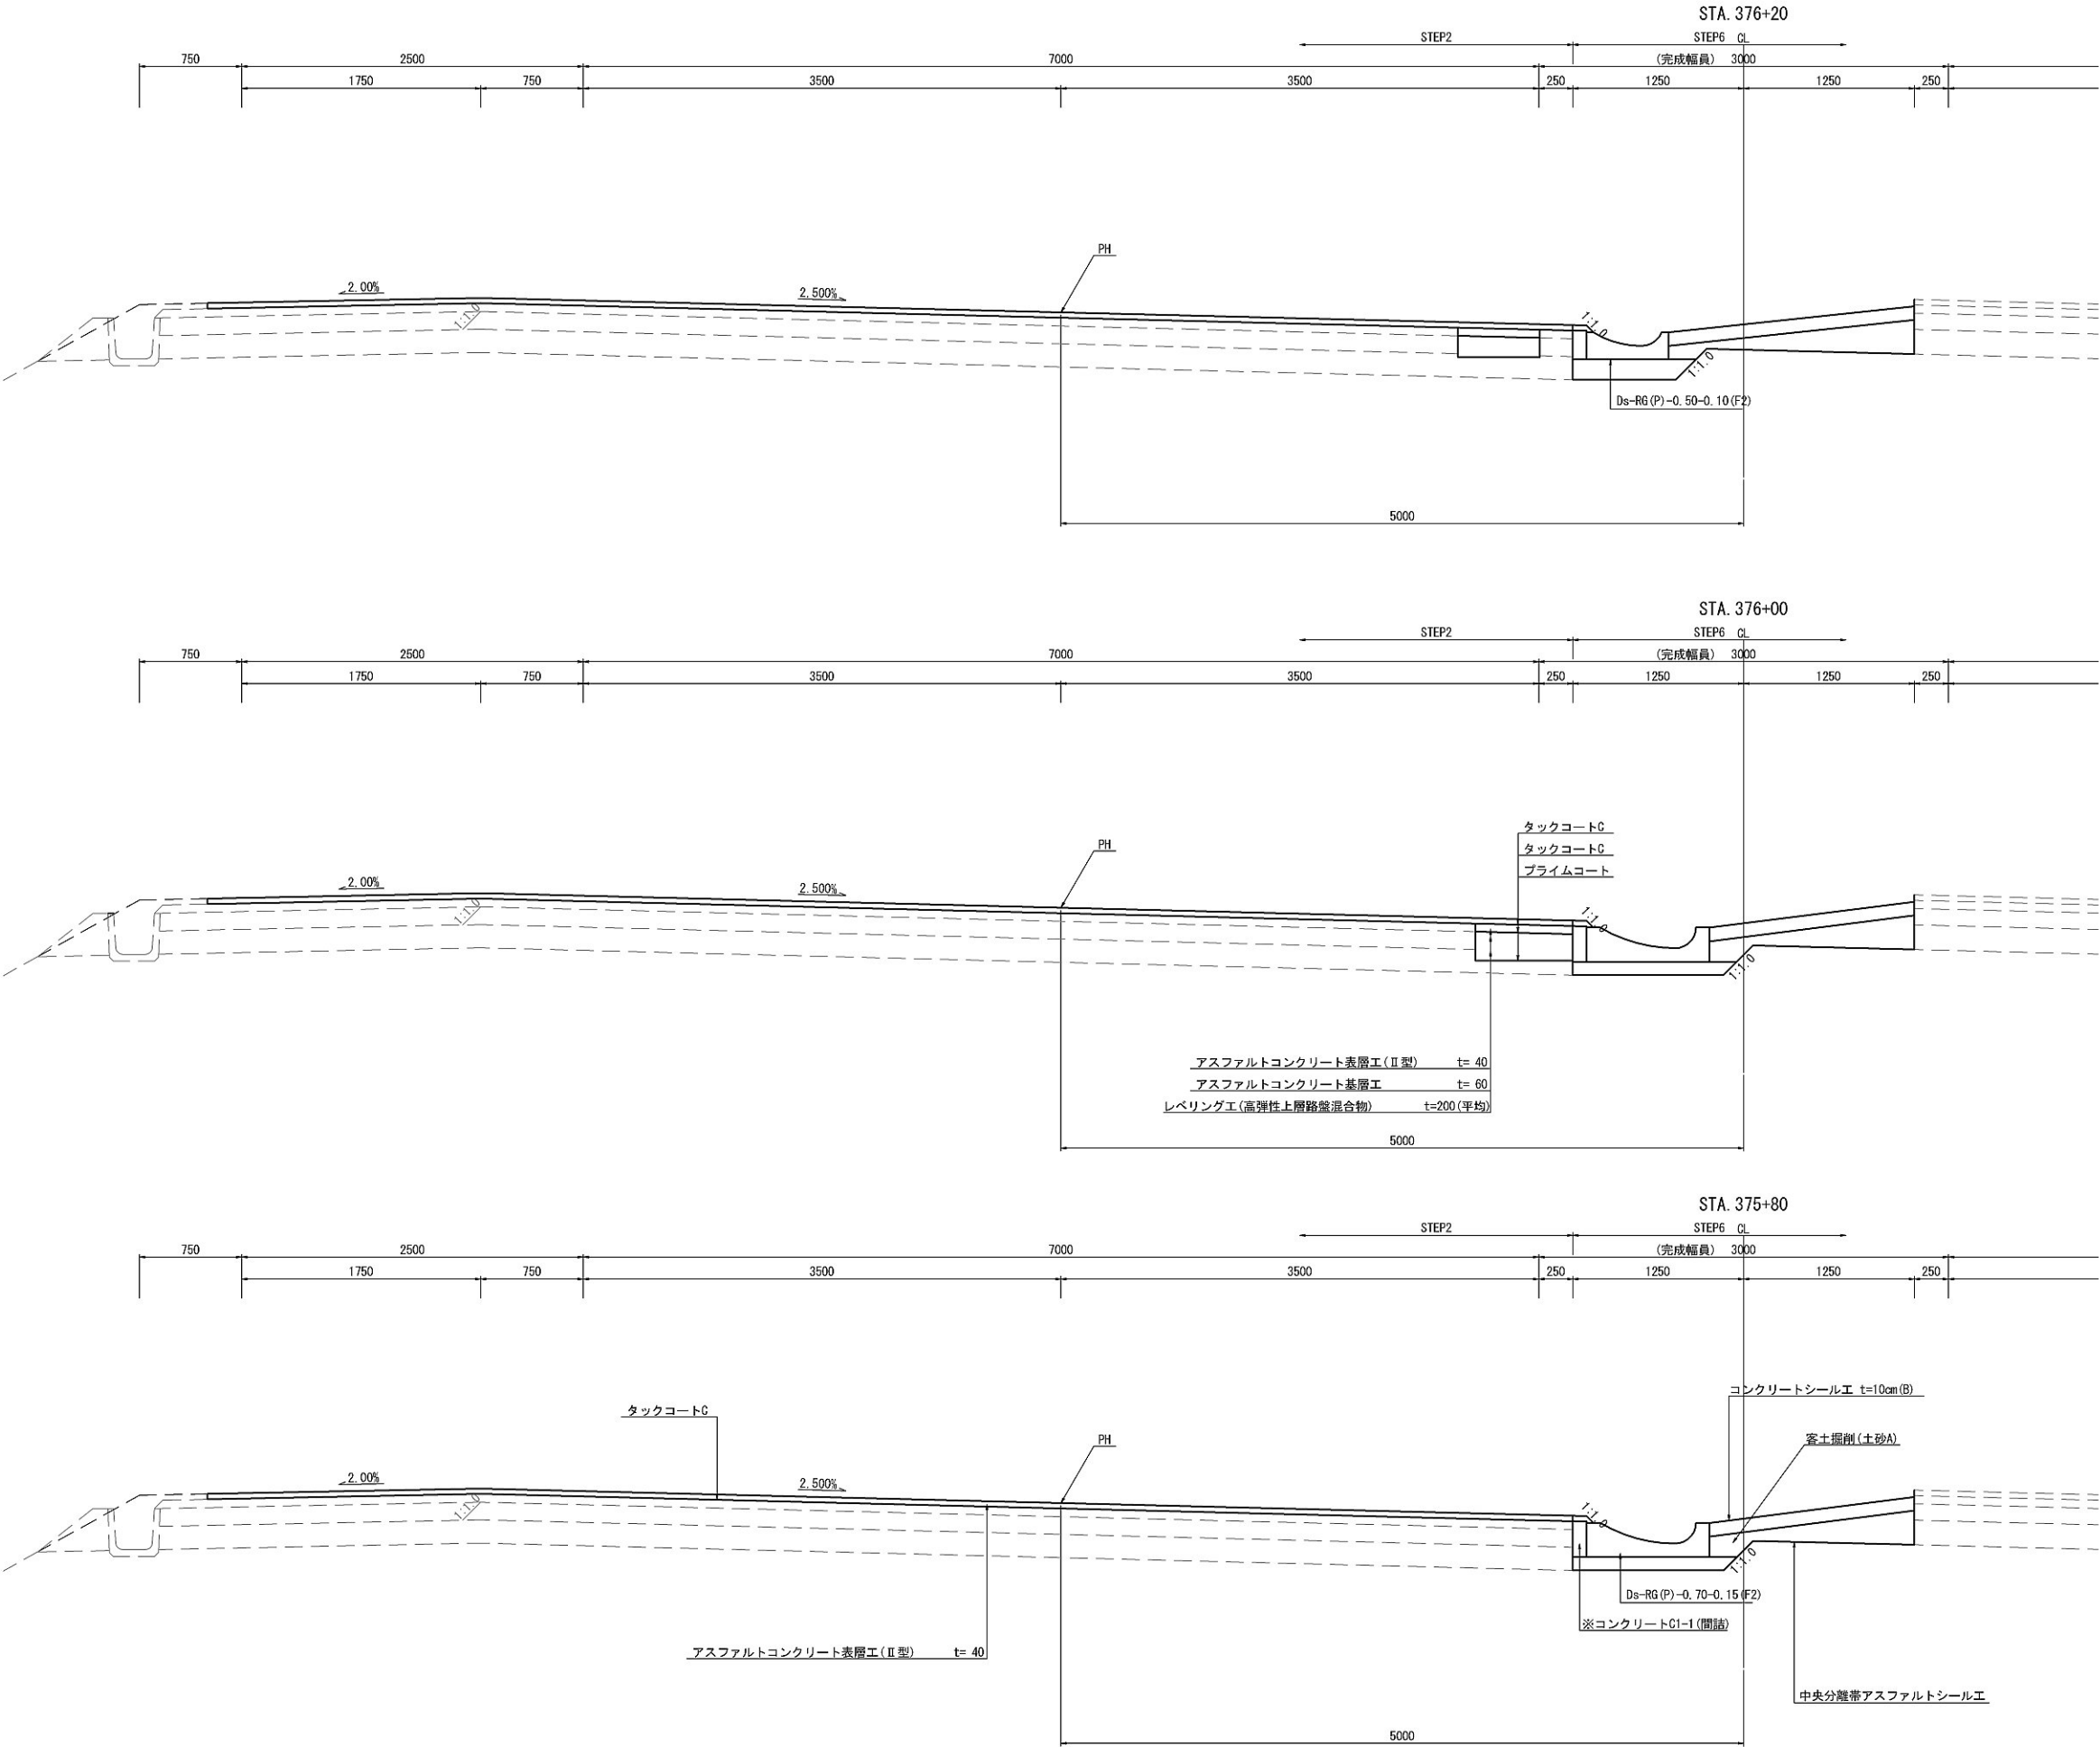 STA. 376+20
STEP2
STEP6 CL
750
2500
7000
(完成幅員) 3000
1750
750
3500
3500
250
1250
1250
250
PH
2.00%
2.500%
1:1.0
1:1.0
1:1.0
Ds-RG(P)-0.50-0.10(F2)
5000
STA. 376+00
STEP2
STEP6 CL
750
2500
7000
(完成幅員) 3000
1750
750
3500
3500
250
1250
1250
250
タックコートG
タックコートG
プライムコート
PH
2.00%
2.500%
1:1.0
1:1.0
1:1.0
アスファルトコンクリート表層工(Ⅱ型) t= 40
アスファルトコンクリート基層工 t= 60
レベリング工(高弾性上層路盤混合物) t=200(平均)
5000
STA. 375+80
STEP2
STEP6 CL
750
2500
7000
(完成幅員) 3000
1750
750
3500
3500
250
1250
1250
250
コンクリートシール工 t=10cm(B)
タックコートG
客土掘削(土砂A)
PH
2.00%
2.500%
1:1.0
1:1.0
1:1.0
Ds-RG(P)-0.70-0.15(F2)
※コンクリートC1-1(間詰)
アスファルトコンクリート表層工(Ⅱ型) t= 40
中央分離帯アスファルトシール工
5000